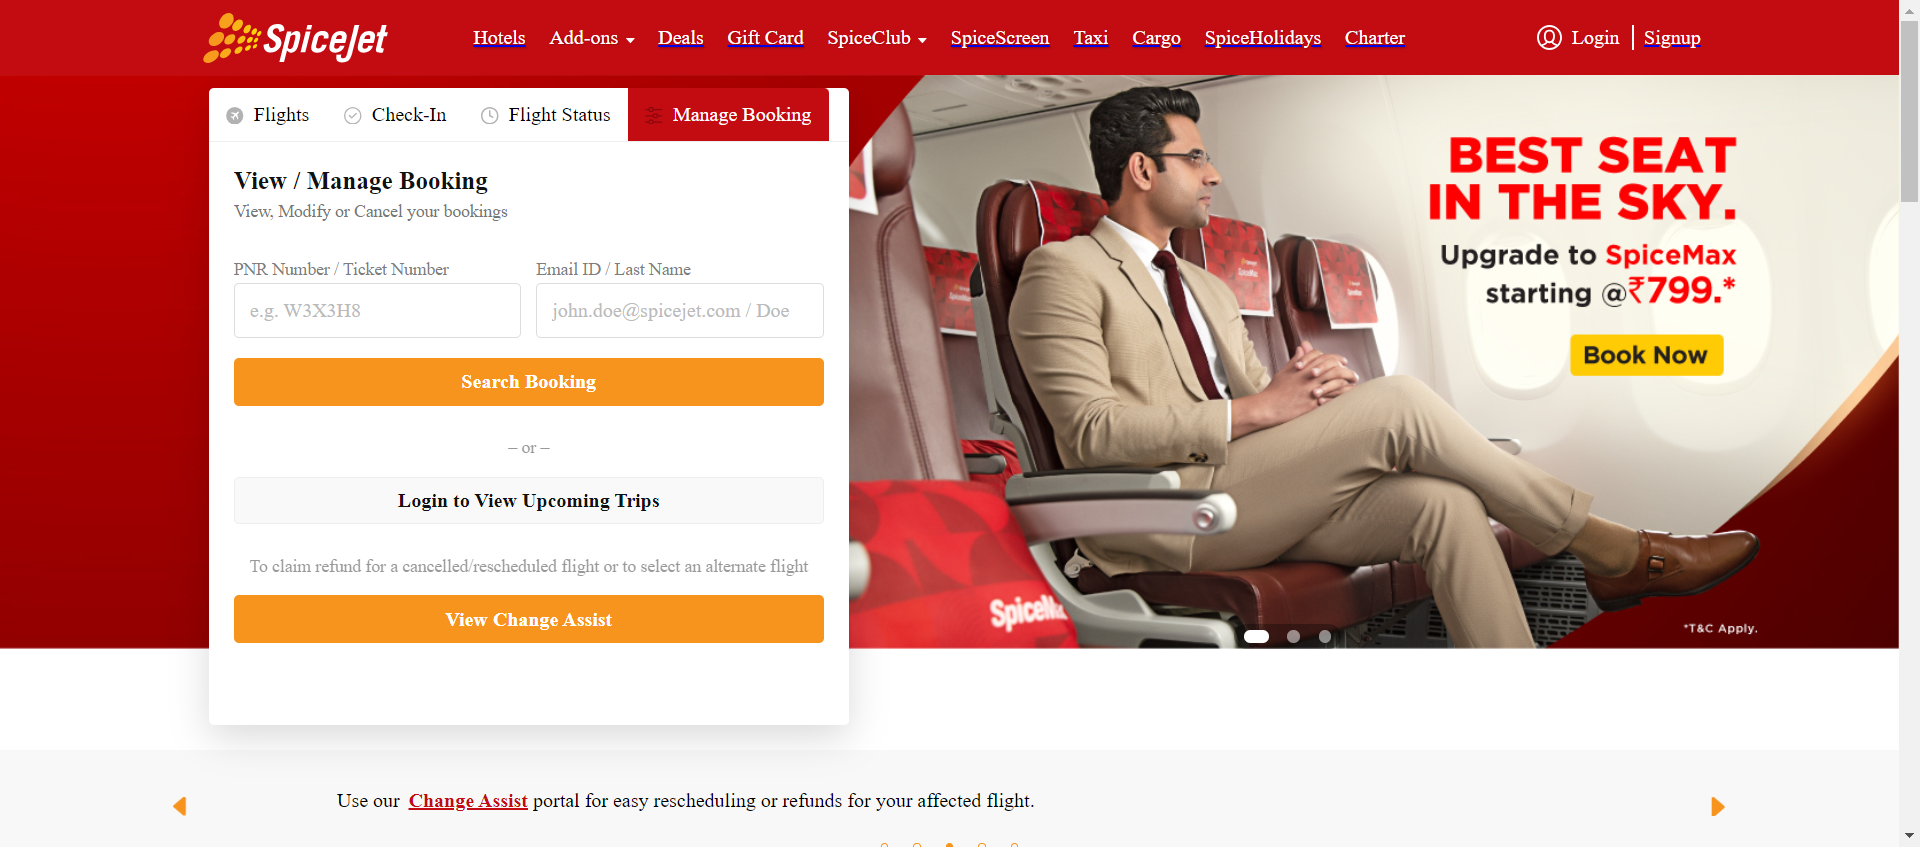 SpiceJet
Hotels Add-ons Deals Gift Card SpiceClub SpiceScreen Taxi Cargo SpiceHolidays Charter Login Signup
Flights Check-In Flight Status Manage Booking
View / Manage Booking
View, Modify or Cancel your bookings
PNR Number / Ticket Number Email ID / Last Name
e.g. W3X3H8 john.doe@spicejet.com / Doe
Search Booking
– or –
Login to View Upcoming Trips
To claim refund for a cancelled/rescheduled flight or to select an alternate flight
View Change Assist
BEST SEAT
IN THE SKY.
Upgrade to SpiceMax
starting @₹799.*
Book Now
SpiceMax
*T&C Apply.
Use our Change Assist portal for easy rescheduling or refunds for your affected flight.